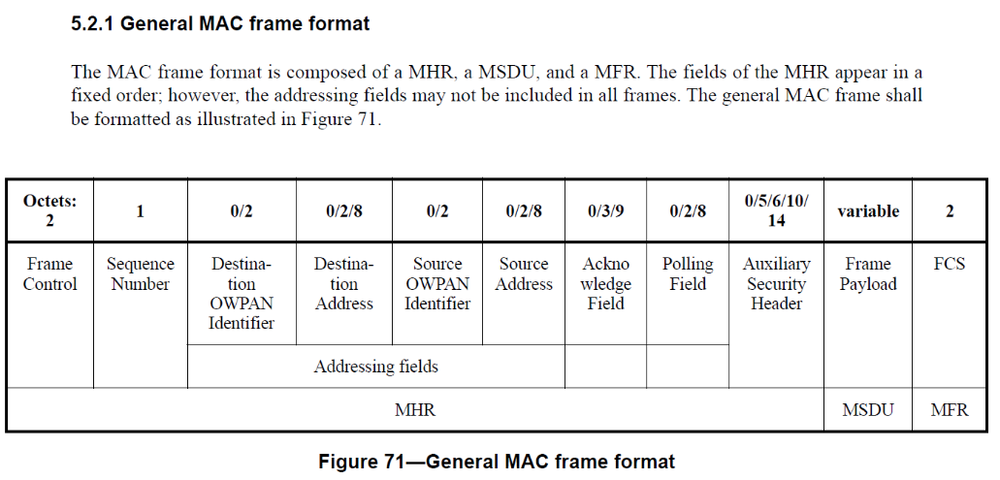 5.2.1 General MAC frame format
The MAC frame format is composed of a MHR, a MSDU, and a MFR. The fields of the MHR appear in a
fixed order; however, the addressing fields may not be included in all frames. The general MAC frame shall
be formatted as illustrated in Figure 71.
Octets:
2
1
0/2
0/2/8
0/2
0/2/8
0/3/9
0/2/8
0/5/6/10/
14
variable
2
Frame
Control
Sequence
Number
Destina-
tion
OWPAN
Identifier
Destina-
tion
Address
Source
OWPAN
Identifier
Source
Address
Ackno
wledge
Field
Polling
Field
Auxiliary
Security
Header
Frame
Payload
FCS
Addressing fields
MHR
MSDU
MFR
Figure 71—General MAC frame format